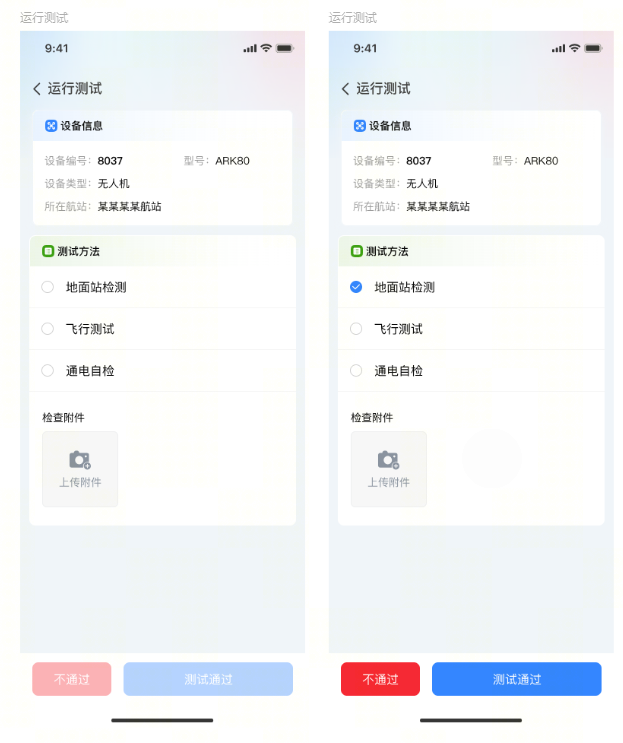 运行测试
9:41
运行测试
设备信息
设备编号：8037 型号：ARK80
设备类型：无人机
所在航站：某某某某航站
测试方法
地面站检测
飞行测试
通电自检
检查附件
上传附件
不通过 测试通过
运行测试
9:41
运行测试
设备信息
设备编号：8037 型号：ARK80
设备类型：无人机
所在航站：某某某某航站
测试方法
地面站检测
飞行测试
通电自检
检查附件
上传附件
不通过 测试通过